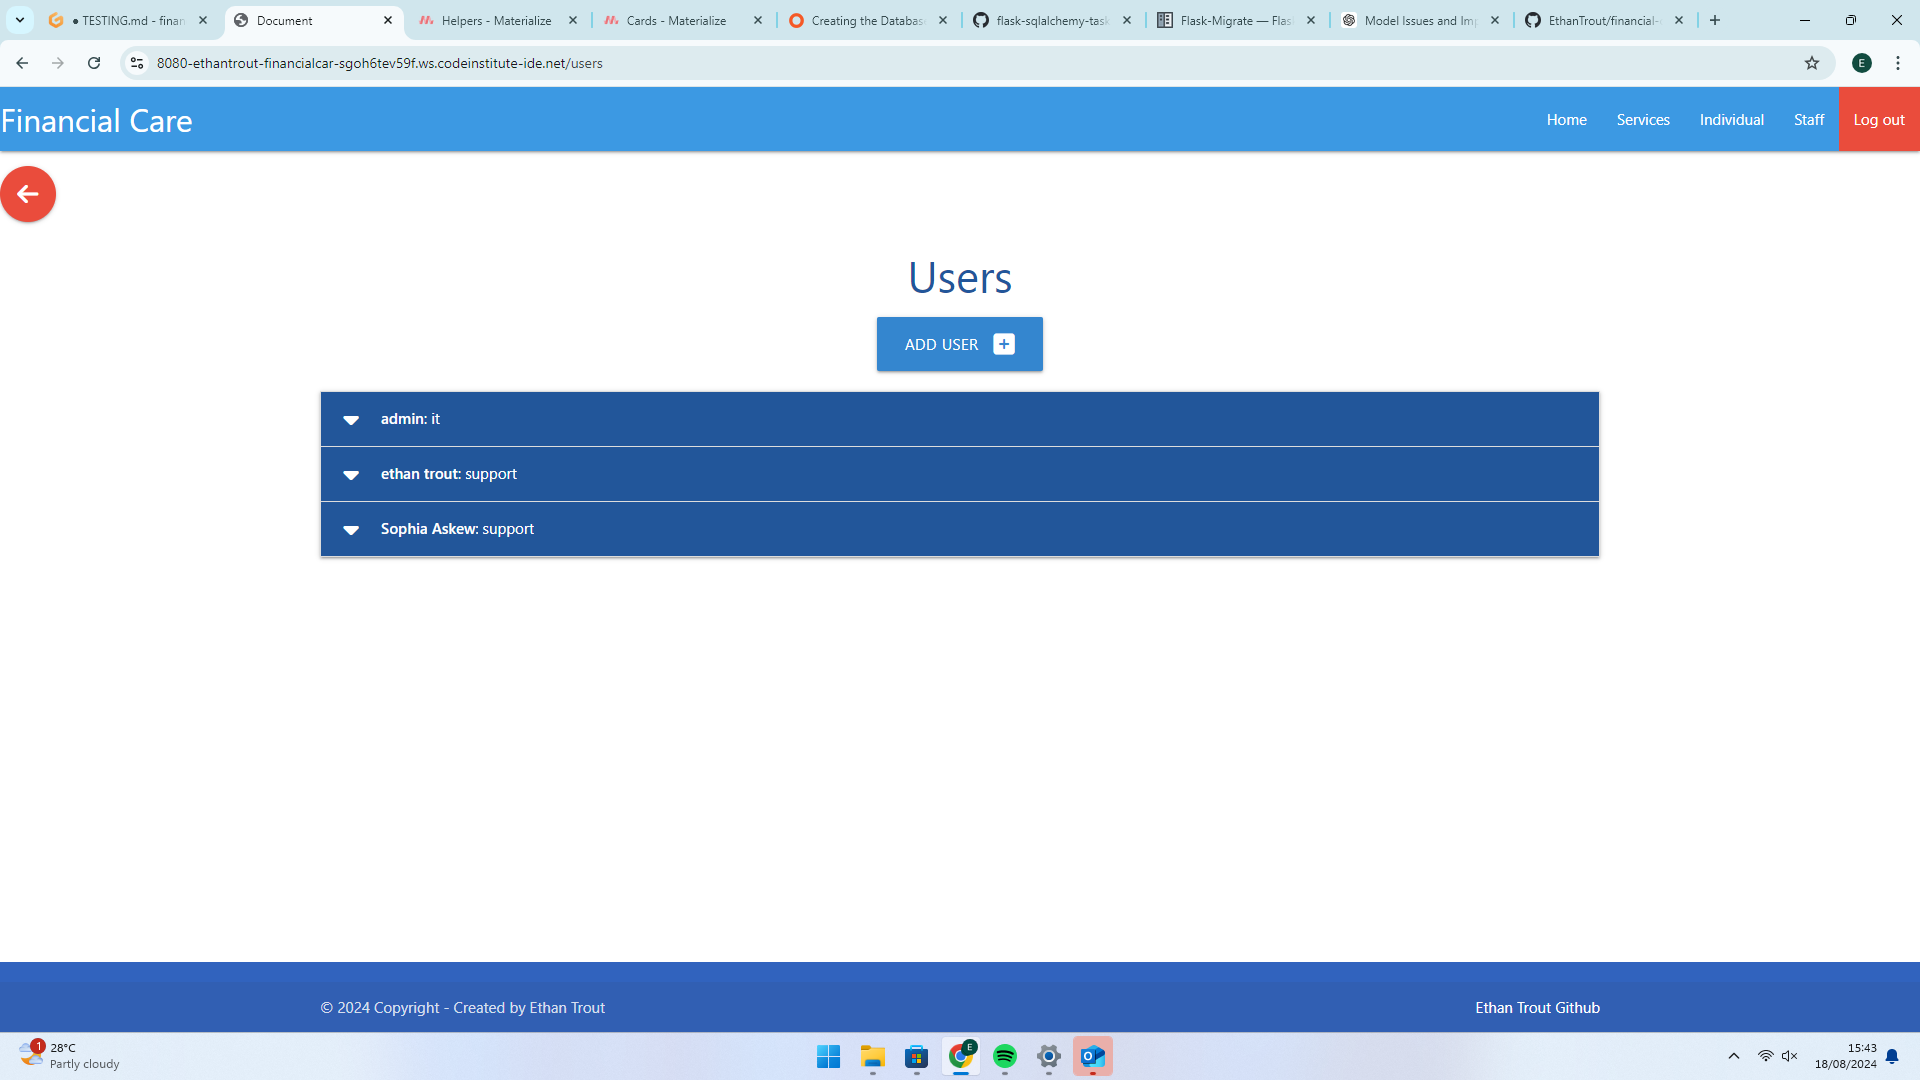 TESTING.md - finan
Document
Helpers - Materialize
Cards - Materialize
Creating the Databas
flask-sqlalchemy-task
Flask-Migrate — Flas
Model Issues and Imp
EthanTrout/financial-
8080-ethantrout-financialcar-sgoh6tev59f.ws.codeinstitute-ide.net/users
E
Financial Care
Home
Services
Individual
Staff
Log out
Users
ADD USER
admin: it
ethan trout: support
Sophia Askew: support
© 2024 Copyright - Created by Ethan Trout
Ethan Trout Github
1
28°C
Partly cloudy
E
15:43
18/08/2024